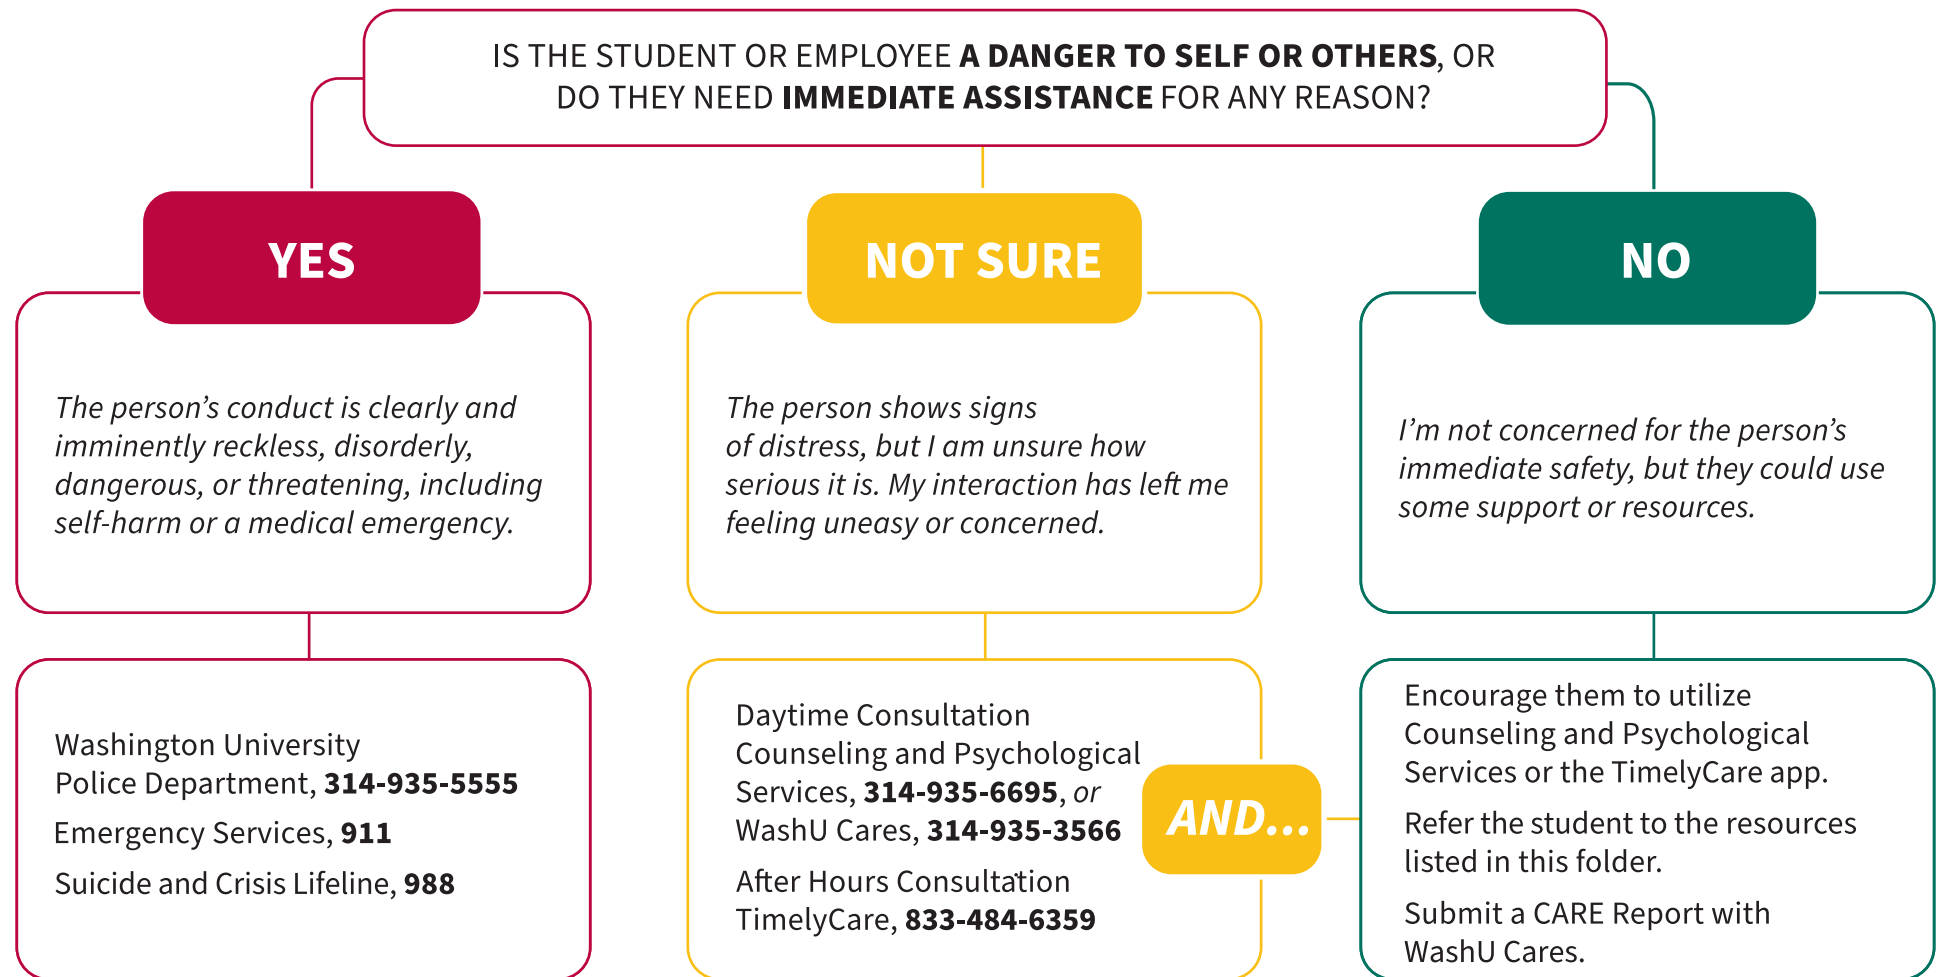 IS THE STUDENT OR EMPLOYEE A DANGER TO SELF OR OTHERS, OR
DO THEY NEED IMMEDIATE ASSISTANCE FOR ANY REASON?
YES
The person’s conduct is clearly and
imminently reckless, disorderly,
dangerous, or threatening, including
self-harm or a medical emergency.
Washington University
Police Department, 314-935-5555
Emergency Services, 911
Suicide and Crisis Lifeline, 988
NOT SURE
The person shows signs
of distress, but I am unsure how
serious it is. My interaction has left me
feeling uneasy or concerned.
Daytime Consultation
Counseling and Psychological
Services, 314-935-6695, or
WashU Cares, 314-935-3566
After Hours Consultation
TimelyCare, 833-484-6359
AND...
NO
I’m not concerned for the person’s
immediate safety, but they could use
some support or resources.
Encourage them to utilize
Counseling and Psychological
Services or the TimelyCare app.
Refer the student to the resources
listed in this folder.
Submit a CARE Report with
WashU Cares.